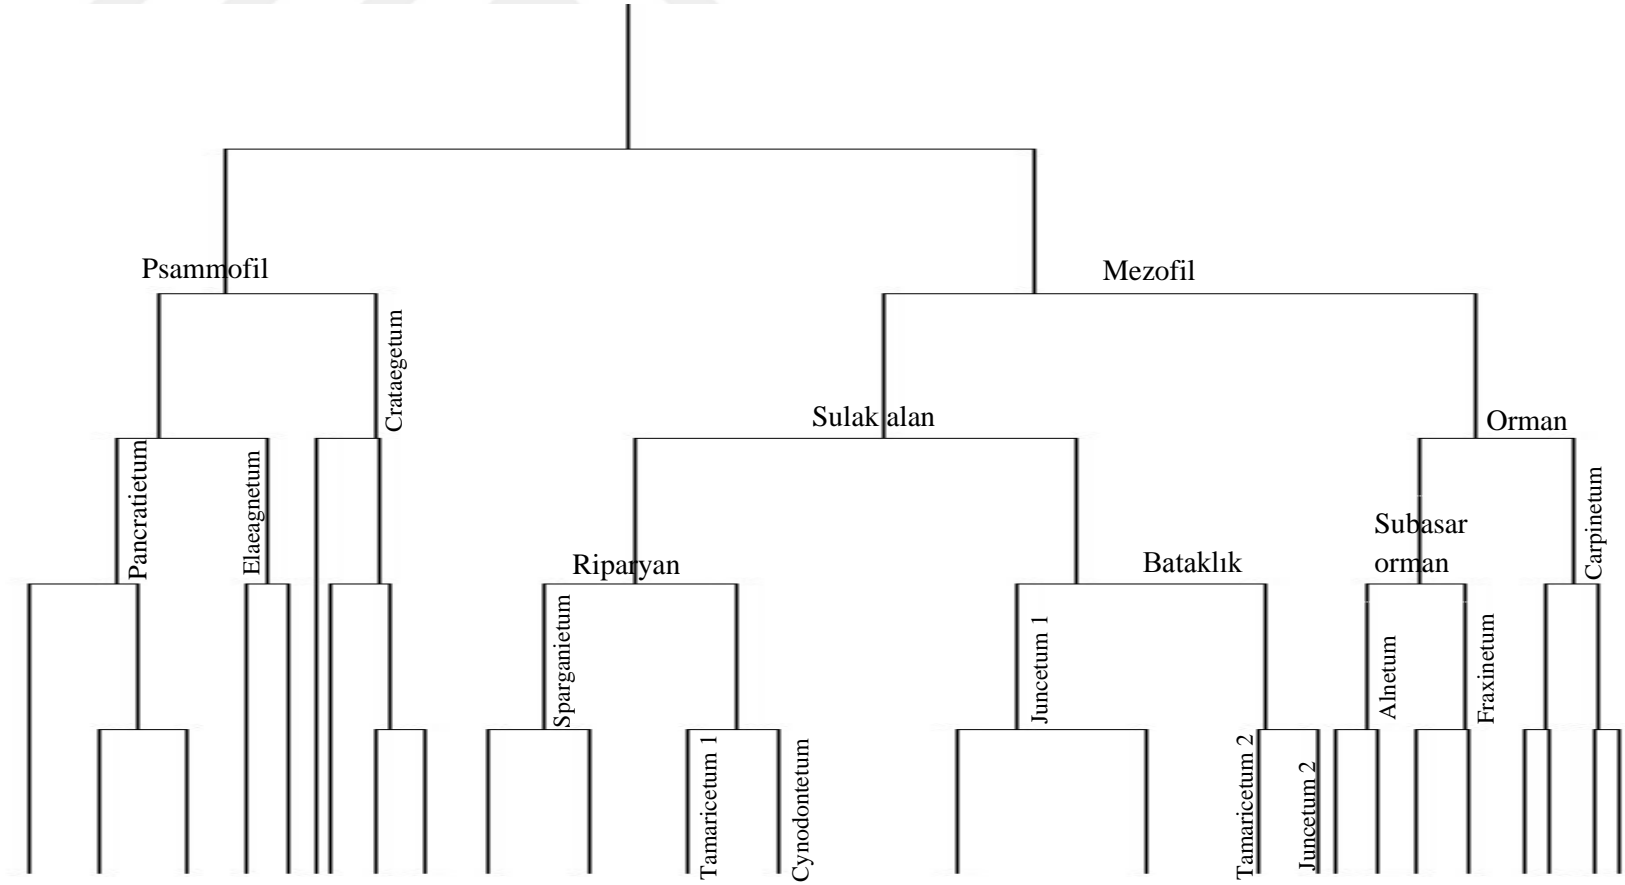 Psammofil
Mezofil
Crataegetum
Sulak alan
Orman
Pancratietum
Elaeagnetum
Carpinetum
Subasar
orman
Riparyan
Bataklık
Sparganietum
Juncetum 1
Alnetum
Fraxinetum
Tamaricetum 1
Cynodontetum
Tamaricetum 2
Juncetum 2